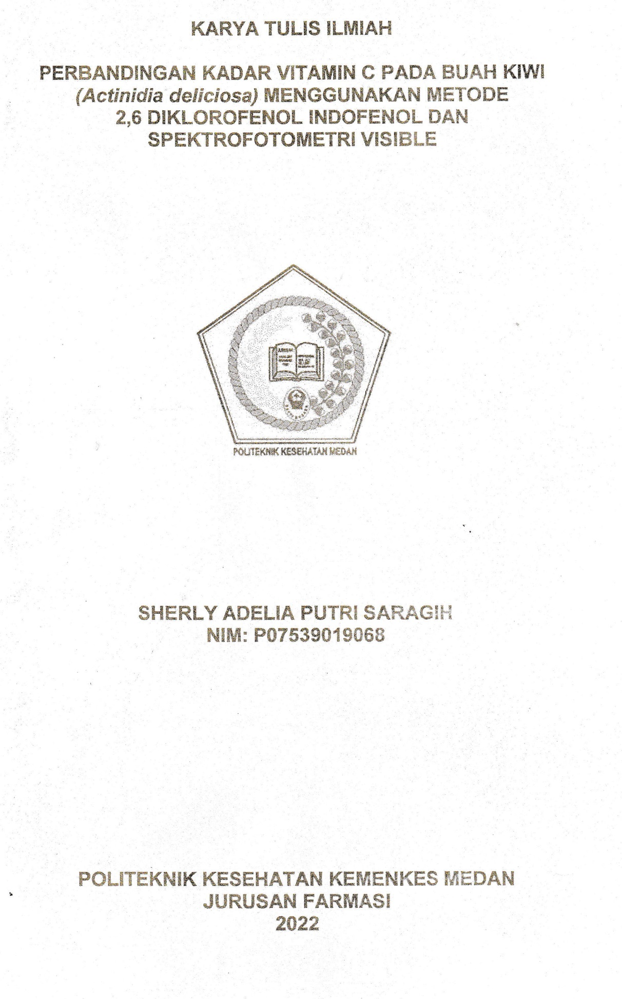 KARYA TULIS ILMIAH
PERBANDINGAN KADAR VITAMIN C PADA BUAH KIWI
(Actinidia deliciosa) MENGGUNAKAN METODE
2,6 DIKLOROFENOL INDOFENOL DAN
SPEKTROFOTOMETRI VISIBLE
POLITEKNIK KESEHATAN MEDAN
SHERLY ADELIA PUTRI SARAGIH
NIM: P07539019068
POLITEKNIK KESEHATAN KEMENKES MEDAN
JURUSAN FARMASI
2022